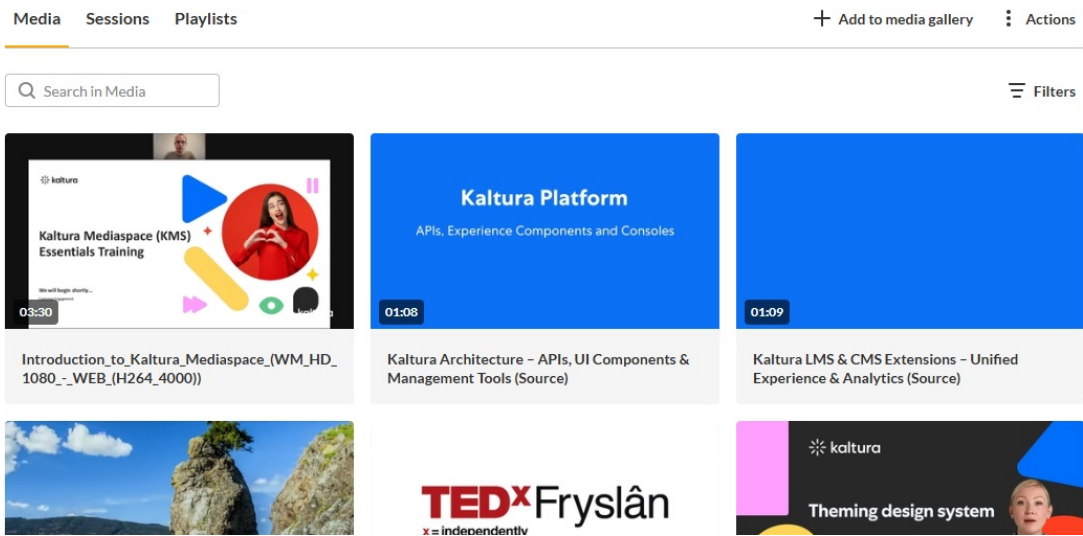 Media Sessions Playlists
Add to media gallery Actions
Search in Media
Filters
kaltura
Kaltura Mediaspace (KMS)
Essentials Training
We will begin shortly...
03:30
Introduction_to_Kaltura_Mediaspace_(WM_HD_
1080_-_WEB_(H264_4000))
Kaltura Platform
APIs, Experience Components and Consoles
01:08
Kaltura Architecture – APIs, UI Components &
Management Tools (Source)
01:09
Kaltura LMS & CMS Extensions – Unified
Experience & Analytics (Source)
TEDxFryslân
x = independently
kaltura
Theming design system